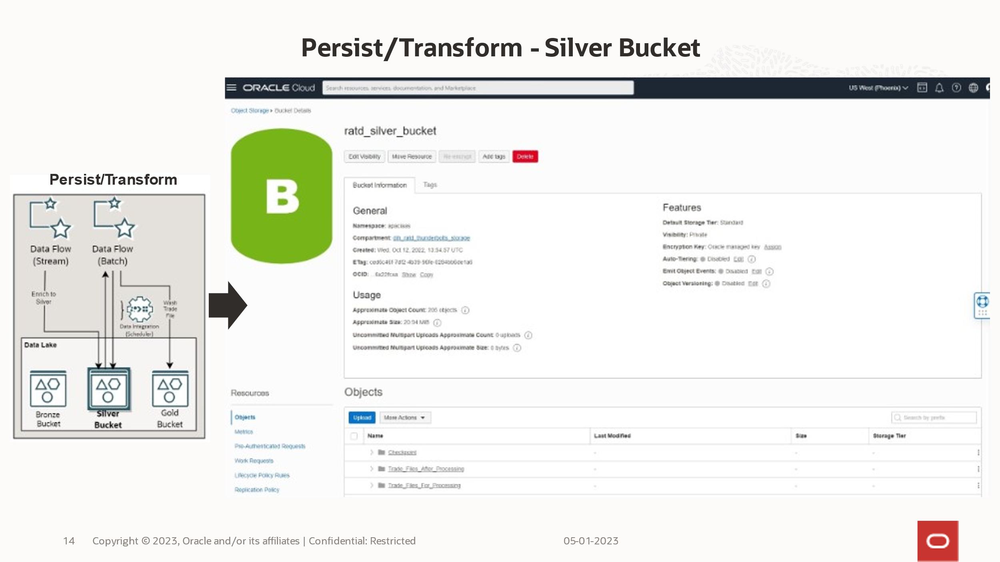 Persist/Transform - Silver Bucket
Persist/Transform
Data Flow
(Stream)
Data Flow
(Batch)
Enrich to
Silver
Wash
Trade
File
Data Integration
(Scheduler)
Data Lake
Bronze
Bucket
Silver
Bucket
Gold
Bucket
ORACLE Cloud
Search resources, services, documentation, and Marketplace
US West (Phoenix)
Object Storage Bucket Details
B
ratd_silver_bucket
Edit Visibility
Move Resource
Re-encrypt
Add tags
Delete
Bucket Information
Tags
General
Namespace:
Compartment:
Created: Wed, Oct 12, 2022, 13:54:57 UTC
ETag:
OCID: Show Copy
Usage
Approximate Object Count: objects
Approximate Size: 20.94 MiB
Uncommitted Multipart Uploads Approximate Count: 0 uploads
Uncommitted Multipart Uploads Approximate Size: 0 bytes
Features
Default Storage Tier: Standard
Visibility: Private
Encryption Key: Oracle managed key Assign
Auto-Tiering: Disabled Edit
Emit Object Events: Disabled Edit
Object Versioning: Disabled Edit
Resources
Objects
Metrics
Pre-Authenticated Requests
Work Requests
Lifecycle Policy Rules
Replication Policy
Objects
Upload
More Actions
Search by prefix
Name
Last Modified
Size
Storage Tier
Checkpoint - - -
Trade_Files_After_Processing - - -
Trade_Files_For_Processing - - -
14
Copyright © 2023, Oracle and/or its affiliates | Confidential: Restricted
05-01-2023